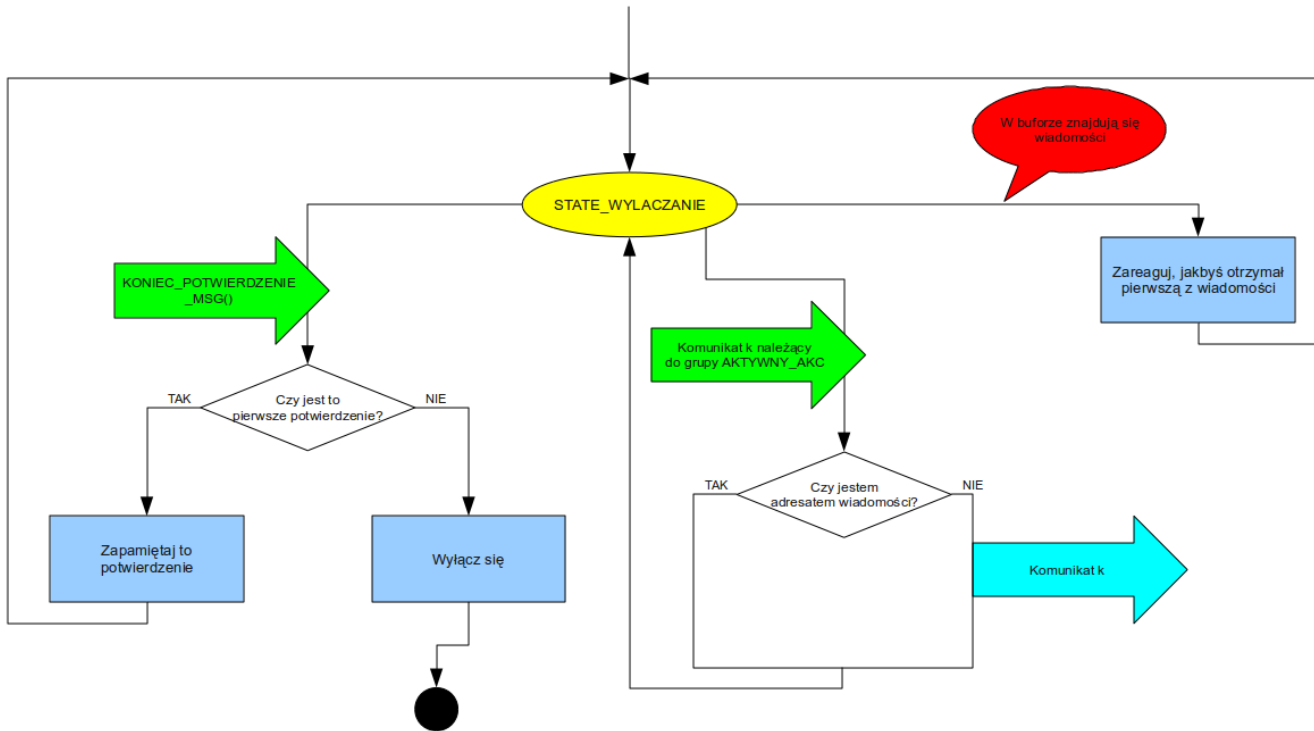 W buforze znajdują się
wiadomości
STATE_WYLACZANIE
KONIEC_POTWIERDZENIE
_MSG()
Zareaguj, jakbyś otrzymał
pierwszą z wiadomości
Komunikat k należący
do grupy AKTYWNY_AKC
TAK
Czy jest to
pierwsze potwierdzenie?
NIE
TAK
Czy jestem
adresatem wiadomości?
NIE
Zapamiętaj to
potwierdzenie
Wyłącz się
Komunikat k